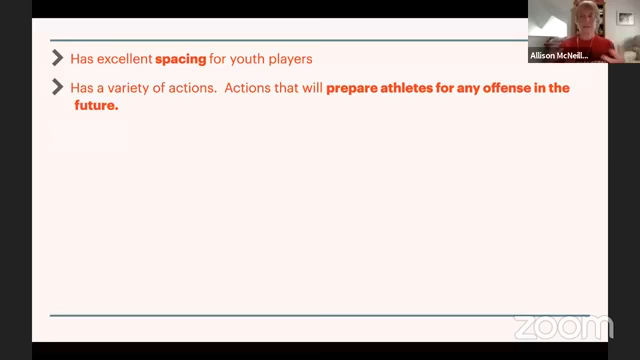 Has excellent spacing for youth players
Has a variety of actions.  Actions that will prepare athletes for any offense in the
future.
Allison McNeill...
zoom